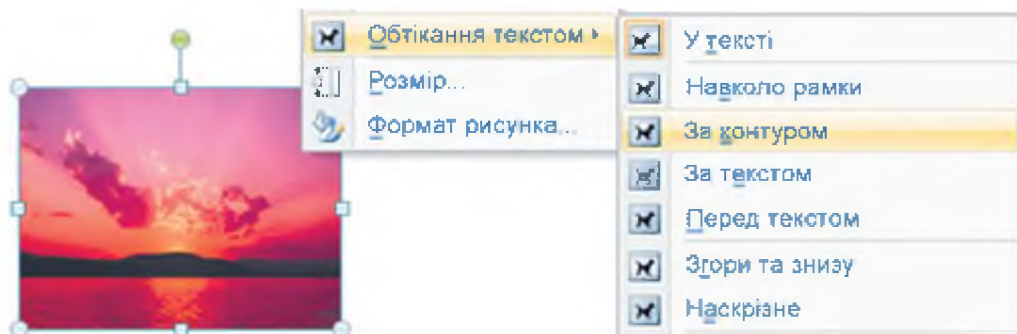 Обтікання текстом
Розмір...
Формат рисунка...
У тексті
Навколо рамки
За контуром
За текстом
Перед текстом
Згори та знизу
Наскрізне